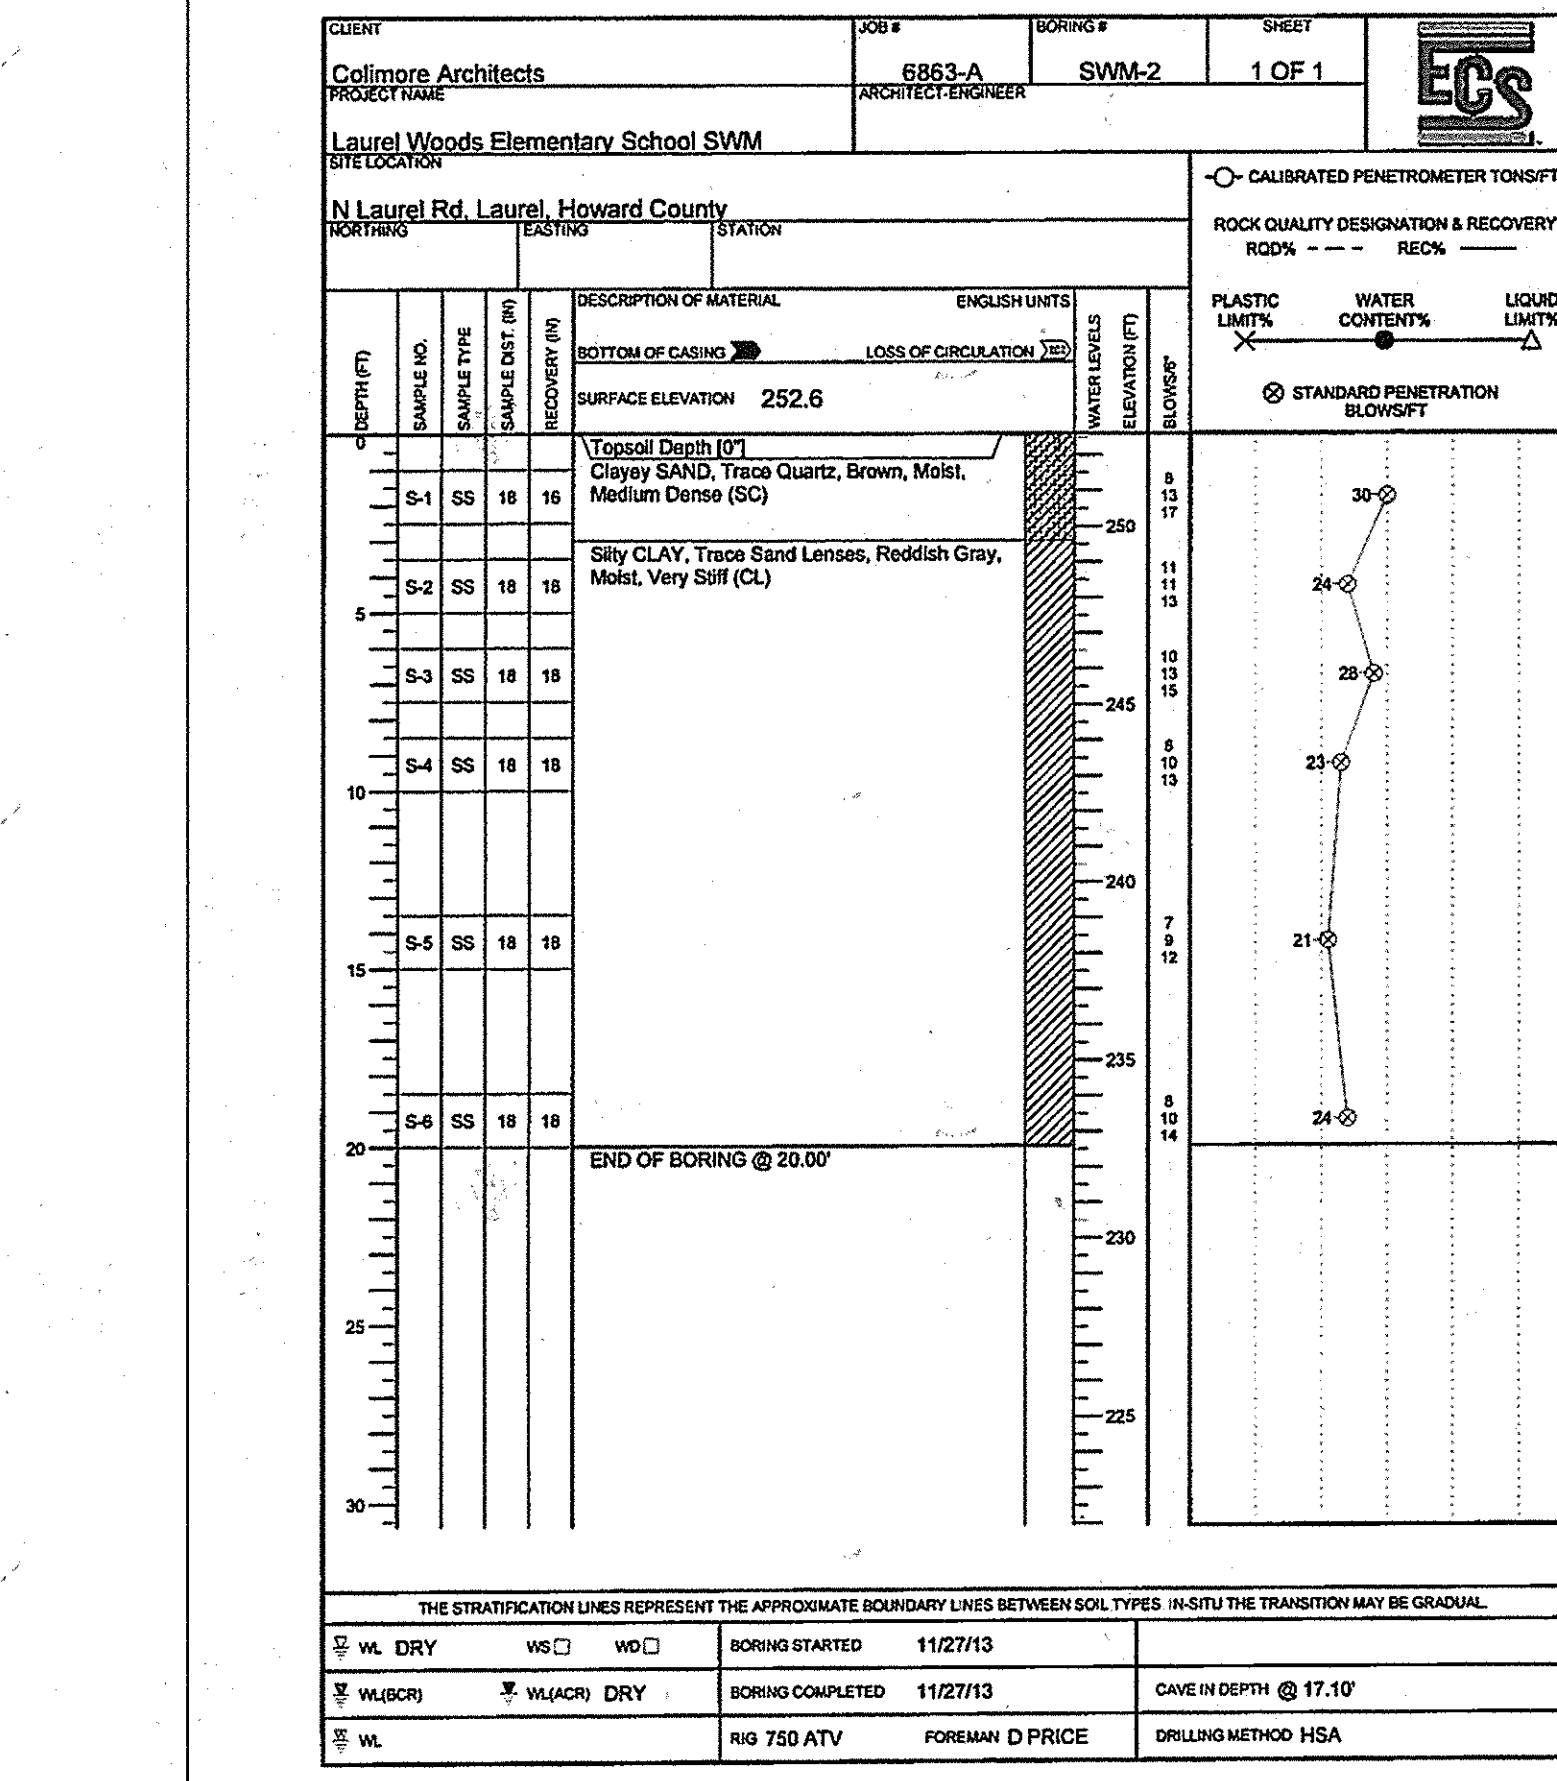 CLIENT
Colimore Architects
JOB #
6863-A
BORING #
SWM-2
SHEET
1 OF 1
ECS
PROJECT NAME
Laurel Woods Elementary School SWM
ARCHITECT-ENGINEER
SITE LOCATION
N Laurel Rd, Laurel, Howard County
NORTHING
EASTING
STATION
CALIBRATED PENETROMETER TONS/FT
ROCK QUALITY DESIGNATION & RECOVERY
RQD% - — - REC% ———
PLASTIC LIMIT%
WATER CONTENT%
LIQUID LIMIT%
STANDARD PENETRATION
BLOWS/FT
DEPTH (FT)
SAMPLE NO.
SAMPLE TYPE
SAMPLE DIST. (IN)
RECOVERY (IN)
DESCRIPTION OF MATERIAL ENGLISH UNITS
BOTTOM OF CASING LOSS OF CIRCULATION
SURFACE ELEVATION 252.6
WATER LEVELS
ELEVATION (FT)
BLOWS/6"
0
Topsoil Depth [0"]
Clayey SAND, Trace Quartz, Brown, Moist,
Medium Dense (SC)
S-1 SS 18 16
8
13
17
30
250
Silty CLAY, Trace Sand Lenses, Reddish Gray,
Moist, Very Stiff (CL)
S-2 SS 18 18
11
11
13
24
5
S-3 SS 18 18
10
13
15
28
245
S-4 SS 18 18
8
10
13
23
10
240
S-5 SS 18 18
7
9
12
21
15
235
S-6 SS 18 18
8
10
14
24
20
END OF BORING @ 20.00'
230
25
225
30
THE STRATIFICATION LINES REPRESENT THE APPROXIMATE BOUNDARY LINES BETWEEN SOIL TYPES. IN-SITU THE TRANSITION MAY BE GRADUAL.
WL DRY WS WD
BORING STARTED 11/27/13
WL(BCR) WL(ACR) DRY
BORING COMPLETED 11/27/13
CAVE IN DEPTH @ 17.10'
WL
RIG 750 ATV FOREMAN D PRICE
DRILLING METHOD HSA